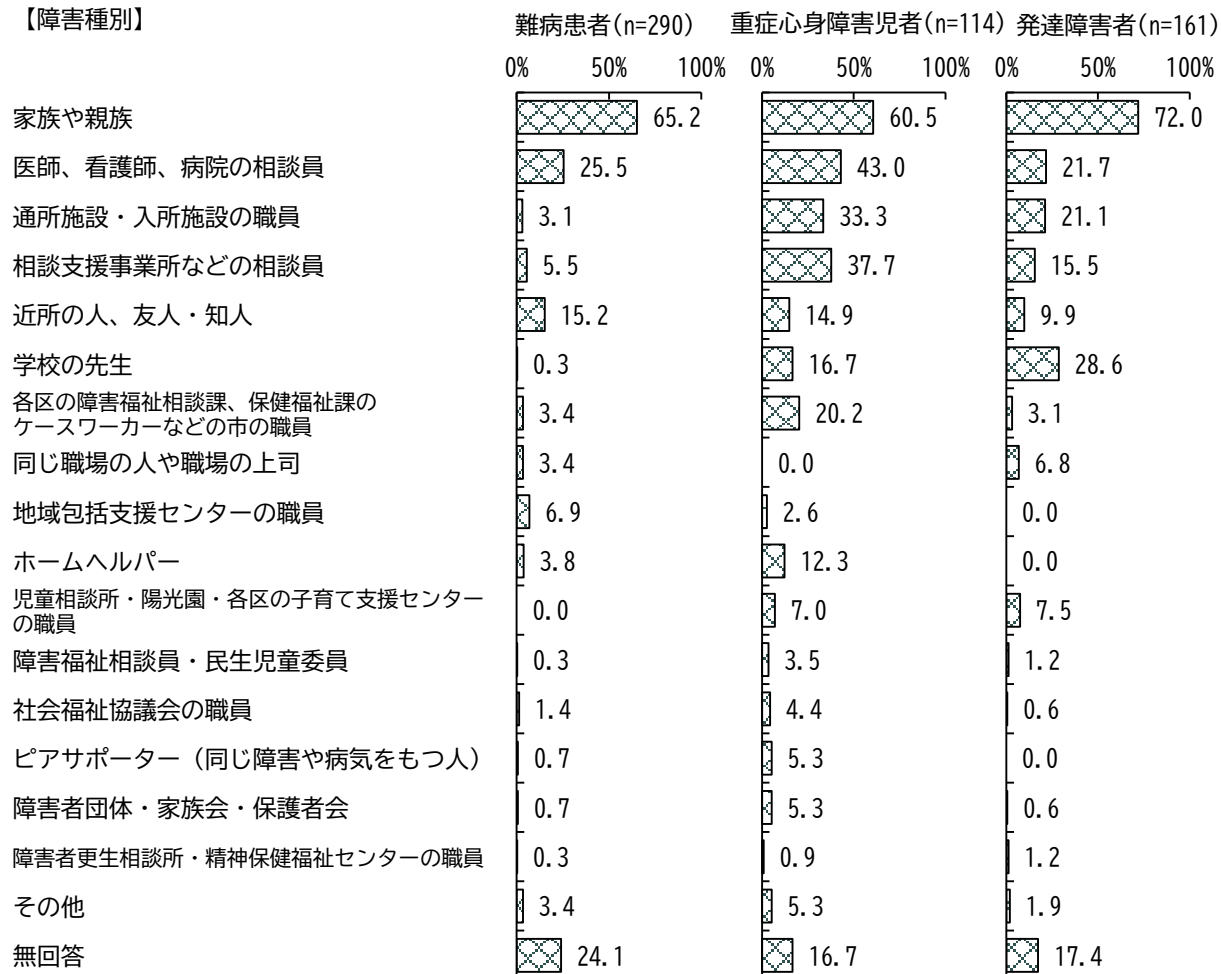 【障害種別】
難病患者(n=290) 重症心身障害児者(n=114) 発達障害者(n=161)
0% 50% 100% 0% 50% 100% 0% 50% 100%
家族や親族 65.2 60.5 72.0
医師、看護師、病院の相談員 25.5 43.0 21.7
通所施設・入所施設の職員 3.1 33.3 21.1
相談支援事業所などの相談員 5.5 37.7 15.5
近所の人、友人・知人 15.2 14.9 9.9
学校の先生 0.3 16.7 28.6
各区の障害福祉相談課、保健福祉課の
ケースワーカーなどの市の職員 3.4 20.2 3.1
同じ職場の人や職場の上司 3.4 0.0 6.8
地域包括支援センターの職員 6.9 2.6 0.0
ホームヘルパー 3.8 12.3 0.0
児童相談所・陽光園・各区の子育て支援センター
の職員 0.0 7.0 7.5
障害福祉相談員・民生児童委員 0.3 3.5 1.2
社会福祉協議会の職員 1.4 4.4 0.6
ピアサポーター（同じ障害や病気をもつ人） 0.7 5.3 0.0
障害者団体・家族会・保護者会 0.7 5.3 0.6
障害者更生相談所・精神保健福祉センターの職員 0.3 0.9 1.2
その他 3.4 5.3 1.9
無回答 24.1 16.7 17.4